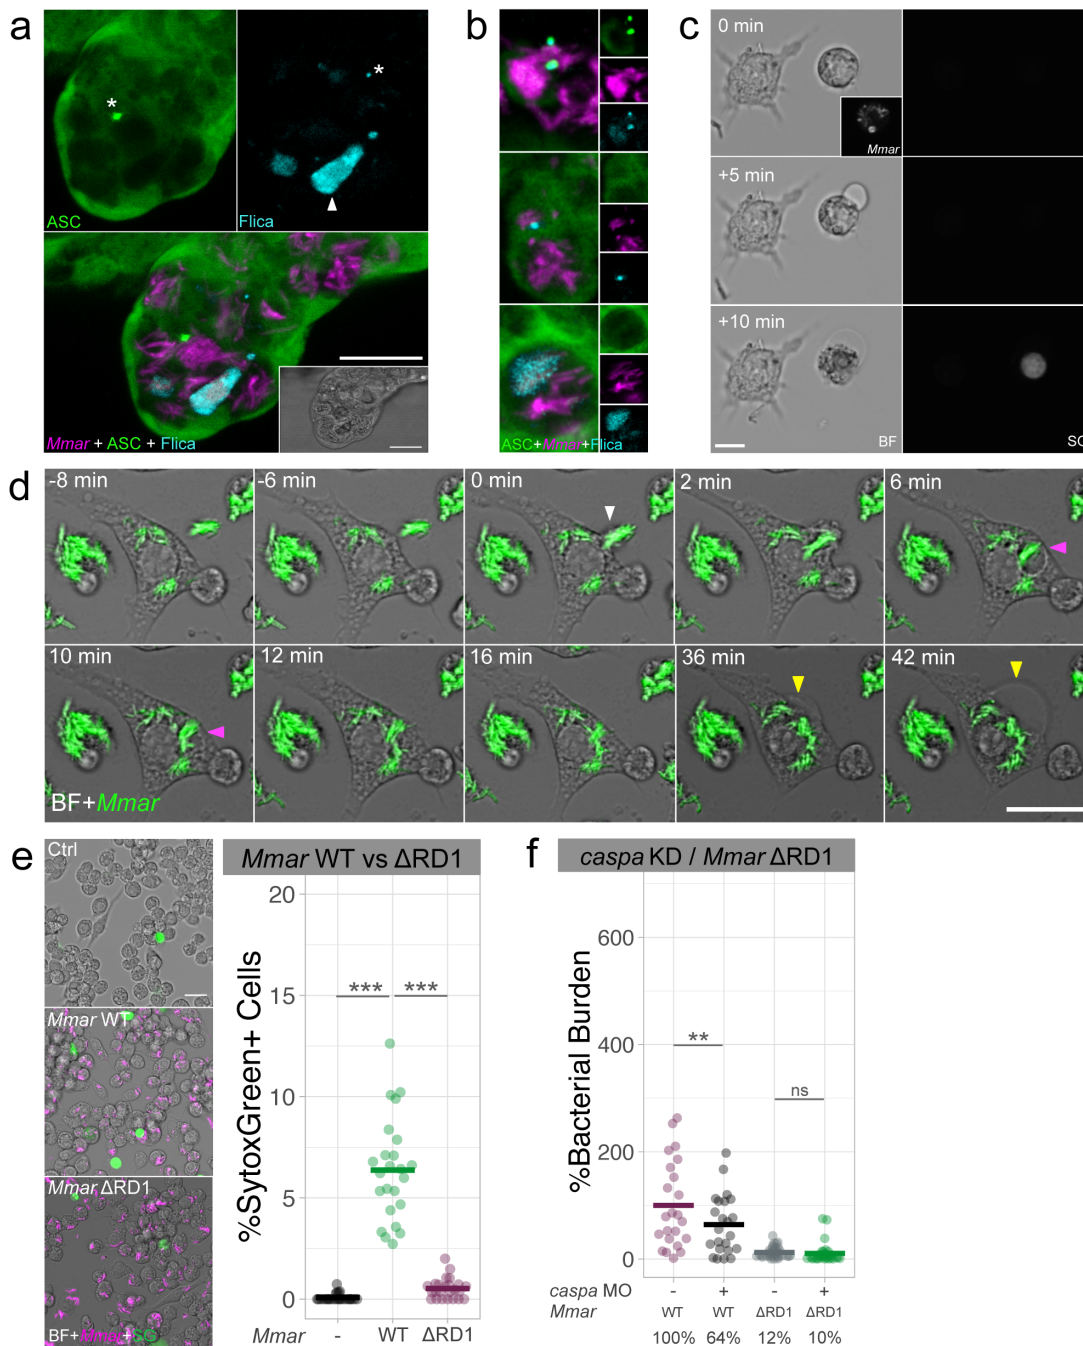 a
*
*
ASC
Flica
Mmar + ASC + Flica
b
ASC+Mmar+Flica
c
0 min
Mmar
+5 min
+10 min
BF
SG
d
-8 min
-6 min
0 min
2 min
6 min
10 min
12 min
16 min
36 min
42 min
BF+Mmar
e
Ctrl
Mmar WT
Mmar ΔRD1
BF+Mmar+SG
Mmar WT vs ΔRD1
%SytoxGreen+ Cells
20
15
10
5
0
***
***
Mmar - WT ΔRD1
f
caspa KD / Mmar ΔRD1
%Bacterial Burden
600
400
200
0
**
ns
caspa MO - + - +
Mmar WT WT ΔRD1 ΔRD1
100% 64% 12% 10%